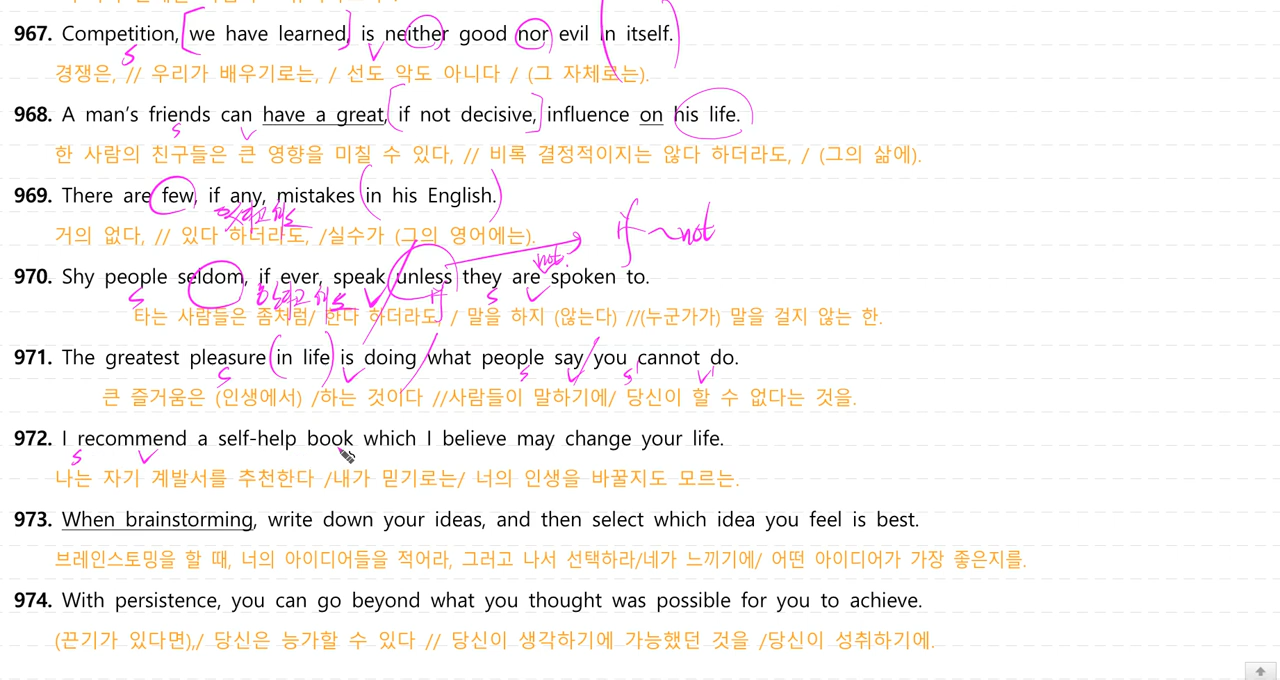 967. Competition, we have learned, is neither good nor evil in itself.
S V
경쟁은, // 우리가 배우기로는, / 선도 악도 아니다 / (그 자체로는).
968. A man's friends can have a great, if not decisive, influence on his life.
S V
한 사람의 친구들은 큰 영향을 미칠 수 있다, // 비록 결정적이지는 않다 하더라도, / (그의 삶에).
969. There are few, if any, mistakes in his English.
if ~not
거의 없다, // 있다 하더라도, /실수가 (그의 영어에는).
not
970. Shy people seldom, if ever, speak unless they are spoken to.
S if S V
타는 사람들은 좀처럼/ 한다 하더라도, / 말을 하지 (않는다) //(누군가가) 말을 걸지 않는 한.
971. The greatest pleasure (in life) is doing what people say you cannot do.
S V S V S' V'
큰 즐거움은 (인생에서) /하는 것이다 //사람들이 말하기에/ 당신이 할 수 없다는 것을.
972. I recommend a self-help book which I believe may change your life.
S V
나는 자기 계발서를 추천한다 /내가 믿기로는/ 너의 인생을 바꿀지도 모르는.
973. When brainstorming, write down your ideas, and then select which idea you feel is best.
브레인스토밍을 할 때, 너의 아이디어들을 적어라, 그러고 나서 선택하라/네가 느끼기에/ 어떤 아이디어가 가장 좋은지를.
974. With persistence, you can go beyond what you thought was possible for you to achieve.
(끈기가 있다면),/ 당신은 능가할 수 있다 // 당신이 생각하기에 가능했던 것을 /당신이 성취하기에.